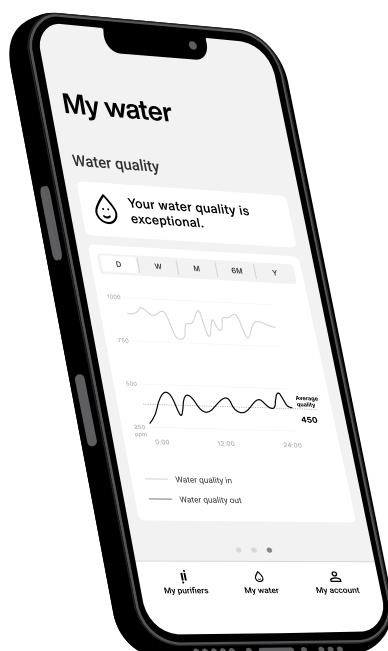 My water
Water quality
Your water quality is
exceptional.
D W M 6M Y
1000
750
500
Average
quality
450
250
ppm
0:00 12:00 24:00
Water quality in
Water quality out
My purifiers My water My account